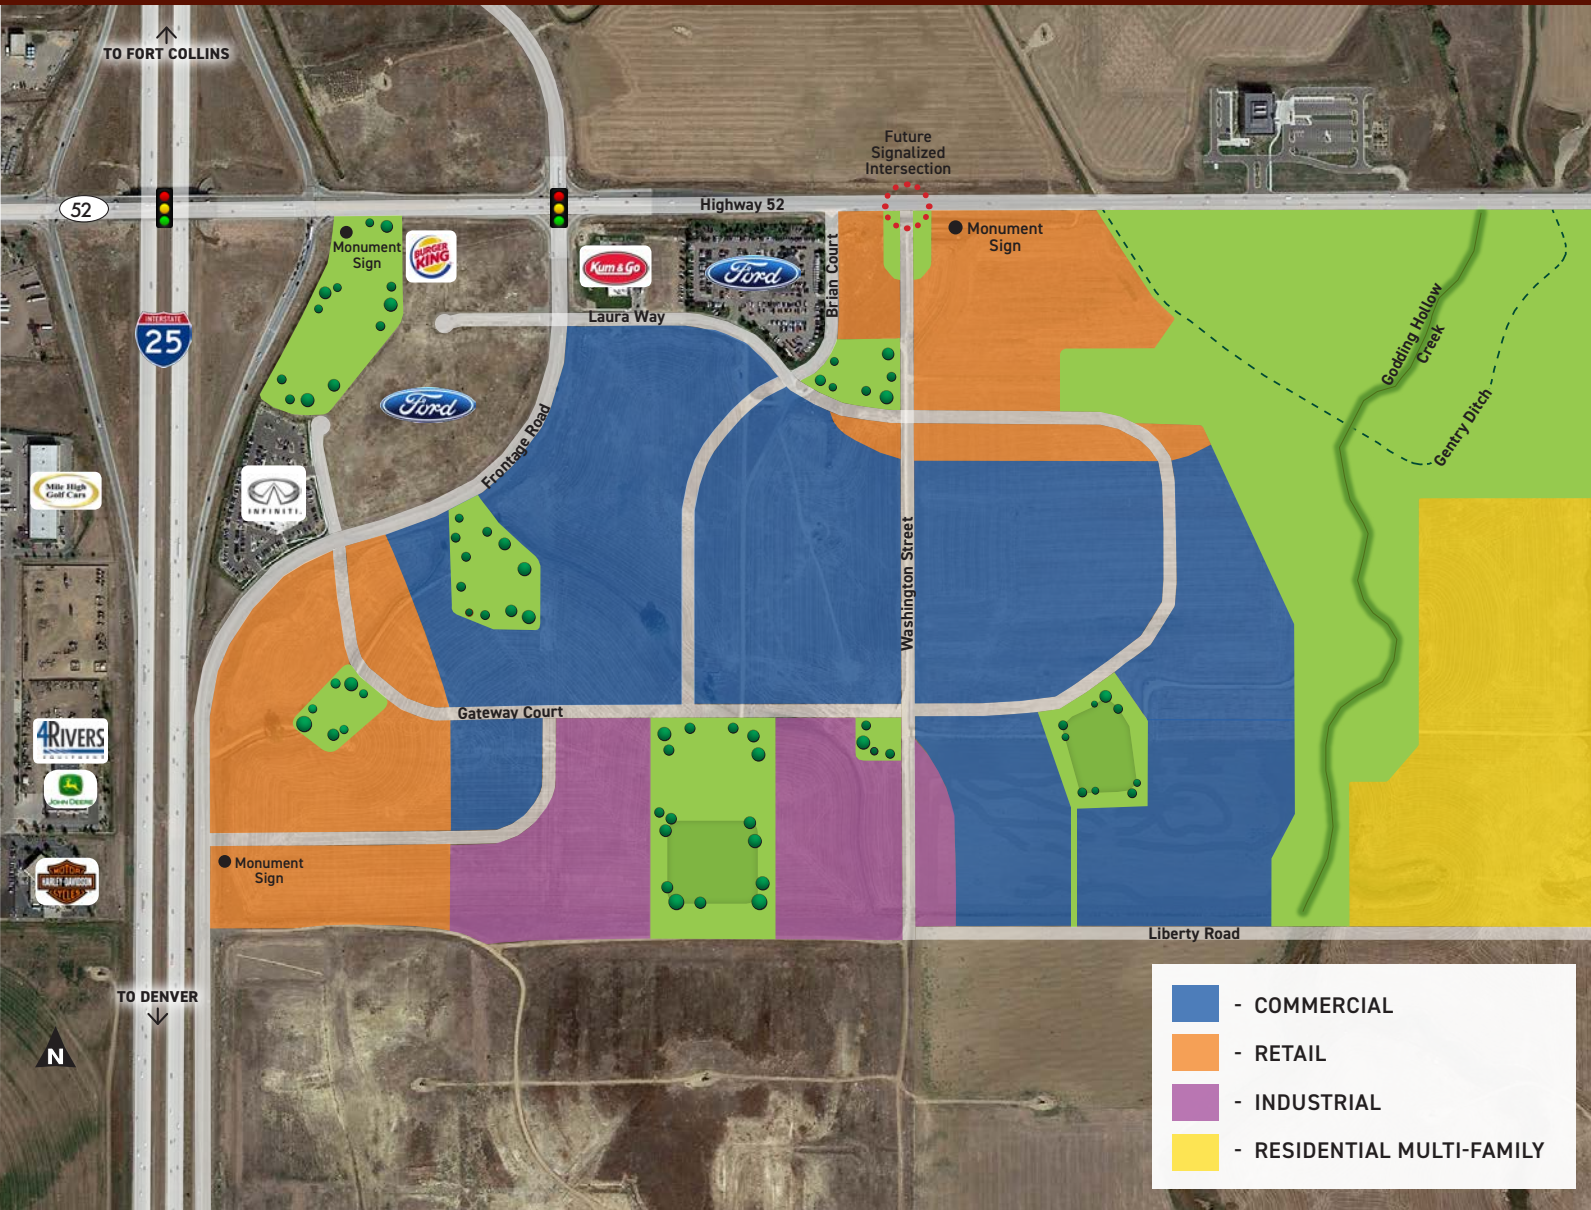 TO FORT COLLINS
Future
Signalized
Intersection
52
Highway 52
Monument
Sign
BURGER
KING
Kum & Go
Ford
Brian Court
Monument
Sign
INTERSTATE
25
Laura Way
Godding Hollow
Creek
Ford
Frontage Road
Gentry Ditch
Mile High
Golf Cars
INFINITI.
Washington Street
Gateway Court
4RIVERS
EQUIPMENT
JOHN DEERE
Monument
Sign
MOTOR
HARLEY-DAVIDSON
CYCLES
Liberty Road
TO DENVER
N
- COMMERCIAL
- RETAIL
- INDUSTRIAL
- RESIDENTIAL MULTI-FAMILY